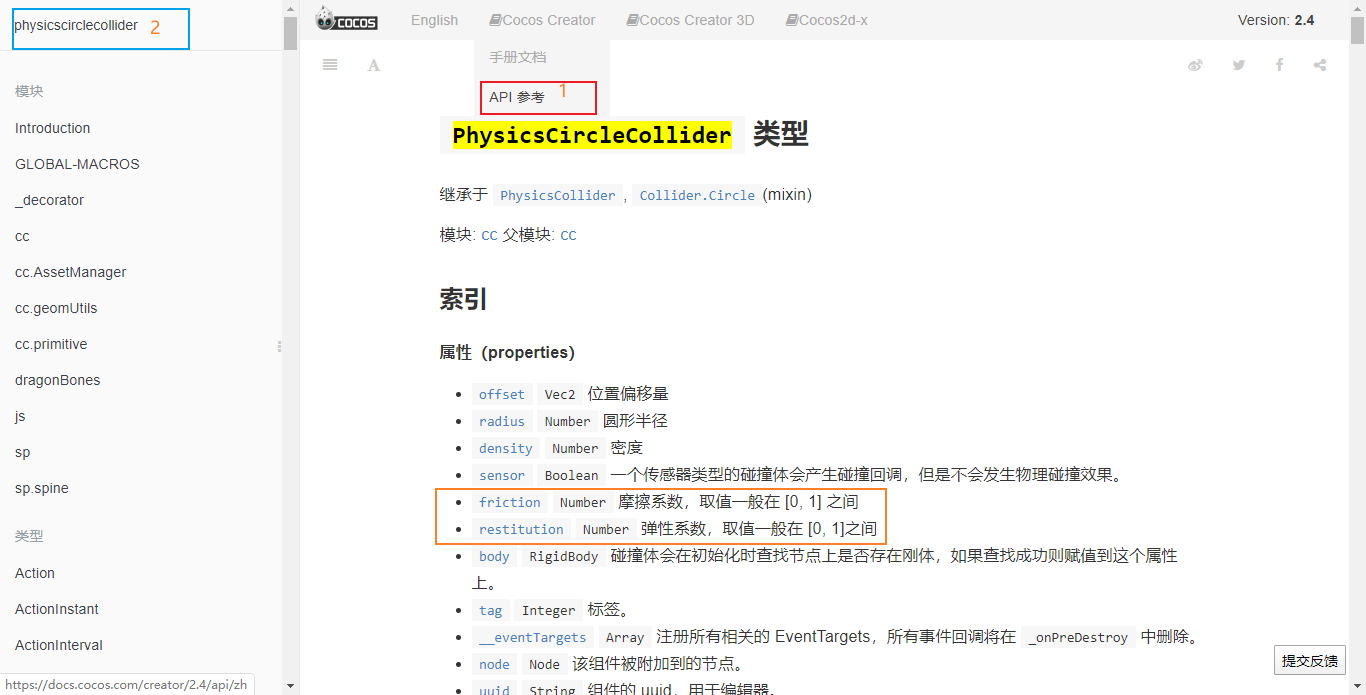 physicscirclecollider 2
模块
Introduction
GLOBAL-MACROS
_decorator
cc
cc.AssetManager
cc.geomUtils
cc.primitive
dragonBones
js
sp
sp.spine
类型
Action
ActionInstant
ActionInterval
https://docs.cocos.com/creator/2.4/api/zh
COCOS English Cocos Creator Cocos Creator 3D Cocos2d-x Version: 2.4
手册文档
A
API 参考 1
PhysicsCircleCollider 类型
继承于 PhysicsCollider , Collider.Circle (mixin)
模块: cc 父模块: cc
索引
属性（properties）
offset Vec2 位置偏移量
radius Number 圆形半径
density Number 密度
sensor Boolean 一个传感器类型的碰撞体会产生碰撞回调，但是不会发生物理碰撞效果。
friction Number 摩擦系数，取值一般在 [0, 1] 之间
restitution Number 弹性系数，取值一般在 [0, 1]之间
body RigidBody 碰撞体会在初始化时查找节点上是否存在刚体，如果查找成功则赋值到这个属性
上。
tag Integer 标签。
__eventTargets Array 注册所有相关的 EventTargets，所有事件回调将在 _onPreDestroy 中删除。
node Node 该组件被附加到的节点。
uuid String 组件的 uuid，用于编辑器。
提交反馈